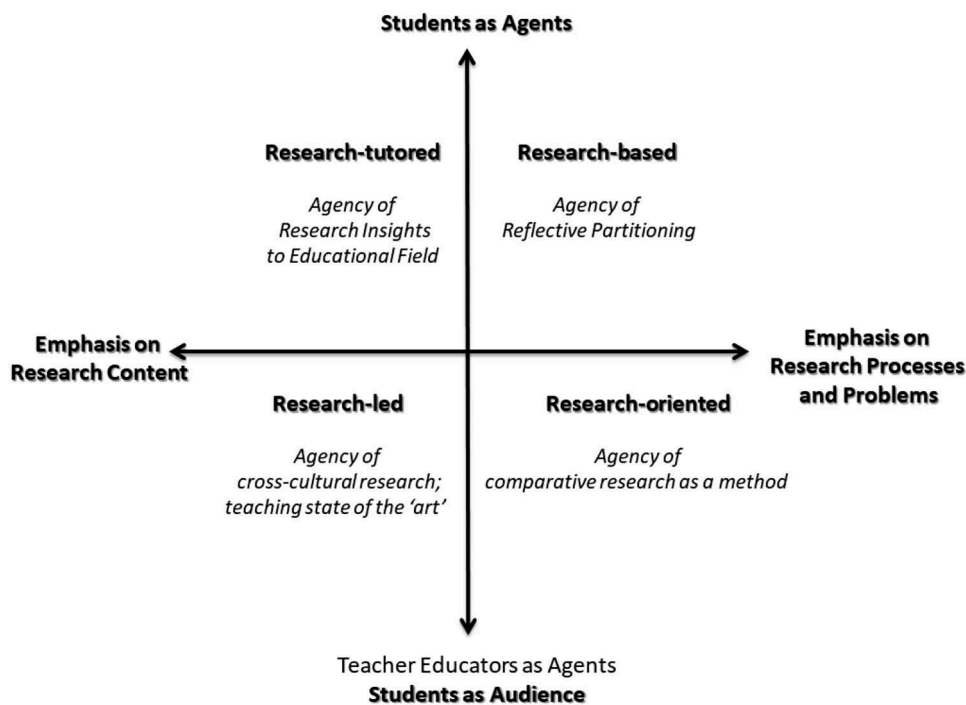 Students as Agents
Research-tutored
Agency of
Research Insights
to Educational Field
Research-based
Agency of
Reflective Partitioning
Emphasis on
Research Content
Emphasis on
Research Processes
and Problems
Research-led
Agency of
cross-cultural research;
teaching state of the ‘art’
Research-oriented
Agency of
comparative research as a method
Teacher Educators as Agents
Students as Audience